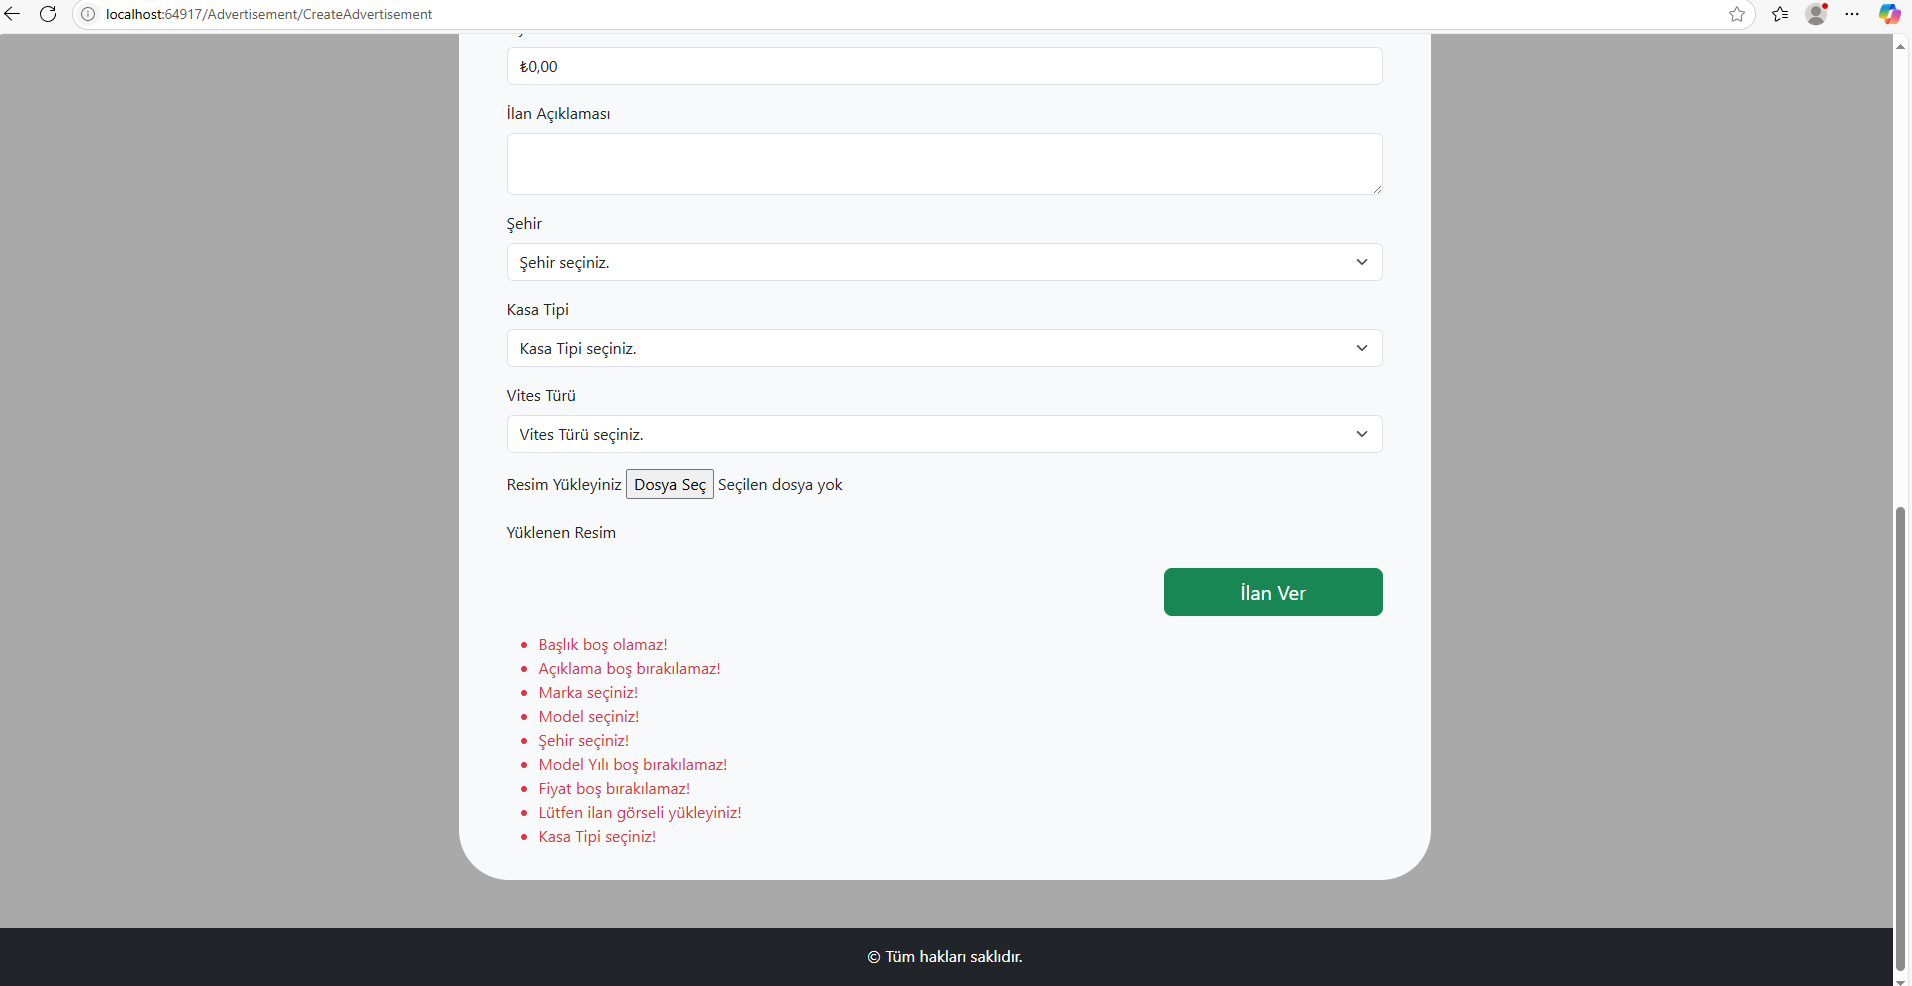 localhost:64917/Advertisement/CreateAdvertisement
₺0,00
İlan Açıklaması
Şehir
Şehir seçiniz.
Kasa Tipi
Kasa Tipi seçiniz.
Vites Türü
Vites Türü seçiniz.
Resim Yükleyiniz Dosya Seç Seçilen dosya yok
Yüklenen Resim
İlan Ver
Başlık boş olamaz!
Açıklama boş bırakılamaz!
Marka seçiniz!
Model seçiniz!
Şehir seçiniz!
Model Yılı boş bırakılamaz!
Fiyat boş bırakılamaz!
Lütfen ilan görseli yükleyiniz!
Kasa Tipi seçiniz!
© Tüm hakları saklıdır.